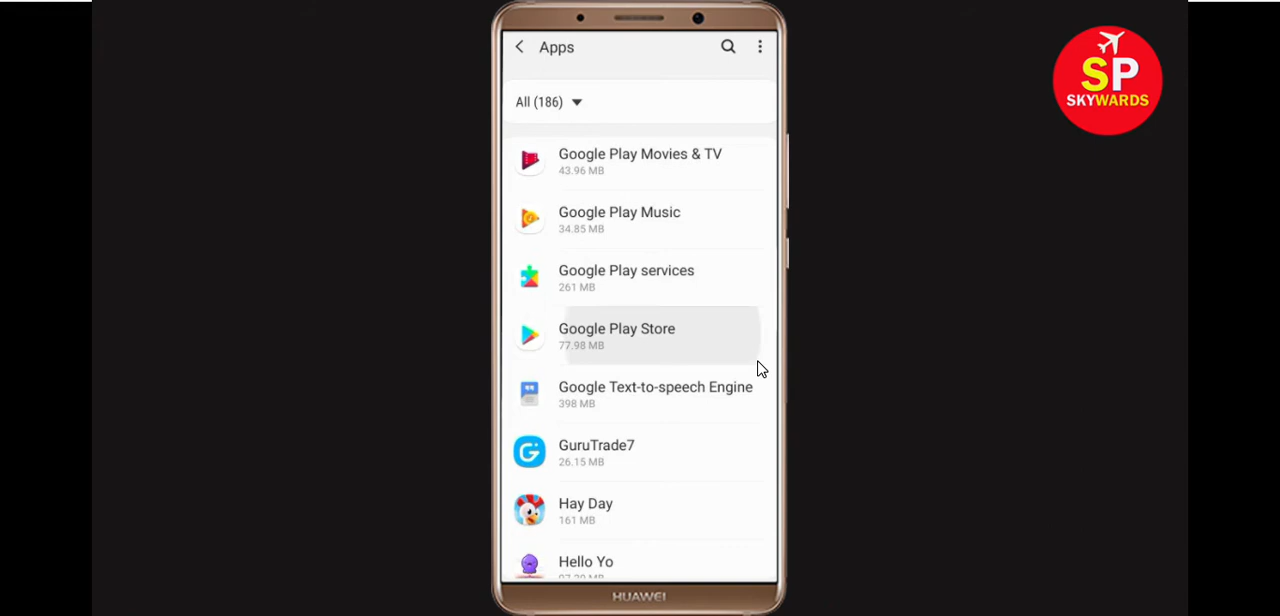 Apps
SP
SKYWARDS
All (186)
Google Play Movies & TV
43.96 MB
Google Play Music
34.85 MB
Google Play services
261 MB
Google Play Store
77.98 MB
Google Text-to-speech Engine
398 MB
GuruTrade7
26.15 MB
Hay Day
161 MB
Hello Yo
HUAWEI